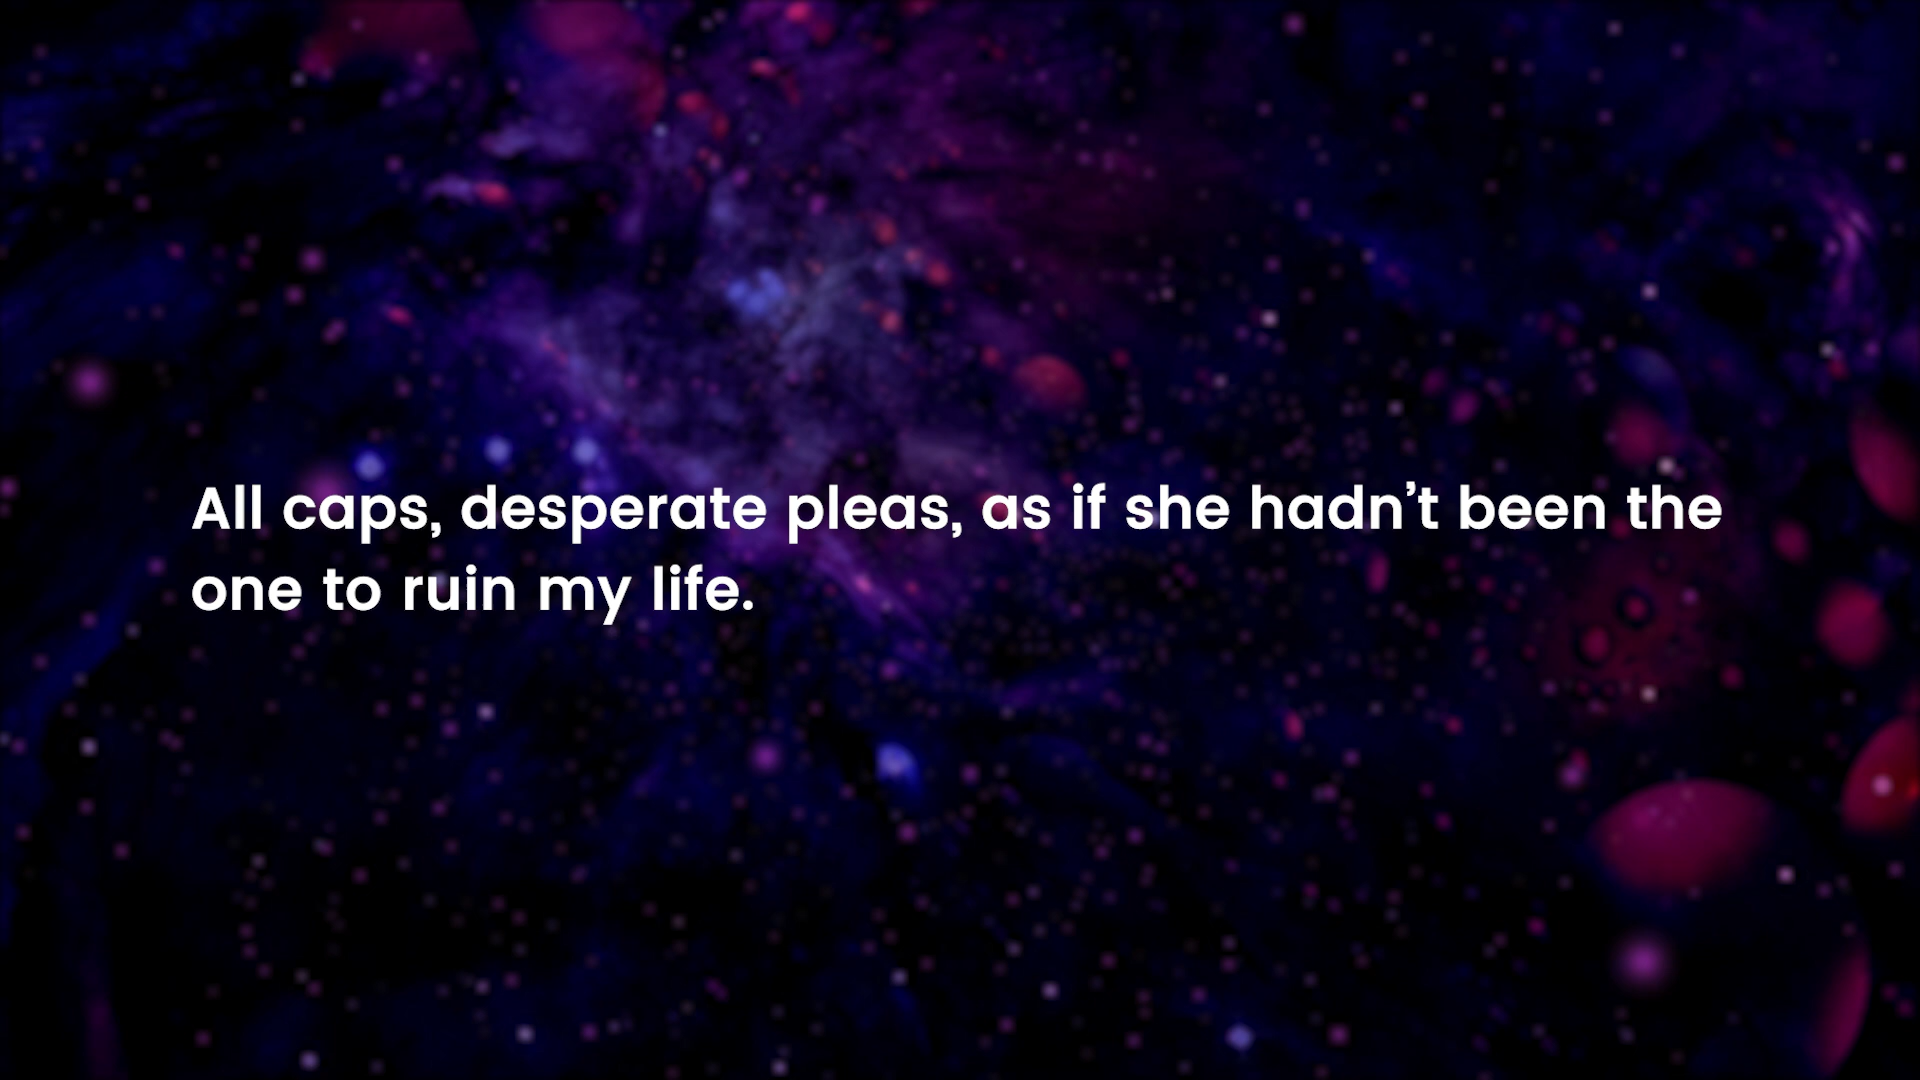 All caps, desperate pleas, as if she hadn’t been the
one to ruin my life.